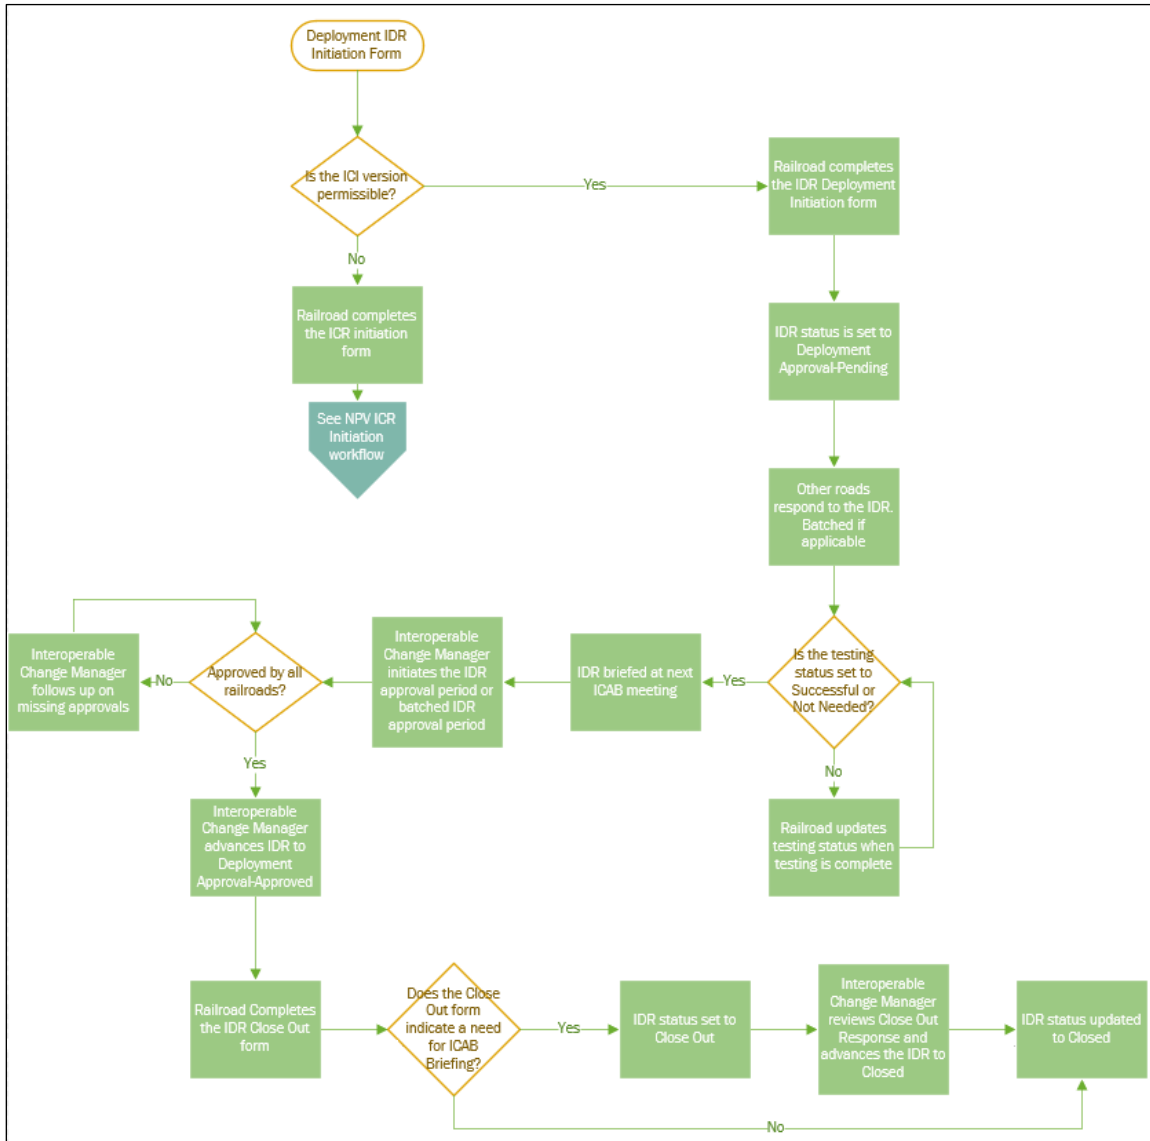 Deployment IDR
Initiation Form
Is the ICI version
permissible?
Yes
Railroad completes
the IDR Deployment
Initiation form
No
Railroad completes
the ICR initiation
form
See NPV ICR
Initiation
workflow
IDR status is set to
Deployment
Approval-Pending
Other roads
respond to the IDR.
Batched if
applicable
Is the testing
status set to
Successful or
Not Needed?
Yes
No
Railroad updates
testing status when
testing is complete
IDR briefed at next
ICAB meeting
Interoperable
Change Manager
initiates the IDR
approval period or
batched IDR
approval period
Approved by all
railroads?
No
Interoperable
Change Manager
follows up on
missing approvals
Yes
Interoperable
Change Manager
advances IDR to
Deployment
Approval-Approved
Railroad Completes
the IDR Close Out
form
Does the Close
Out form
indicate a need
for ICAB
Briefing?
Yes
IDR status set to
Close Out
Interoperable
Change Manager
reviews Close Out
Response and
advances the IDR to
Closed
IDR status updated
to Closed
No